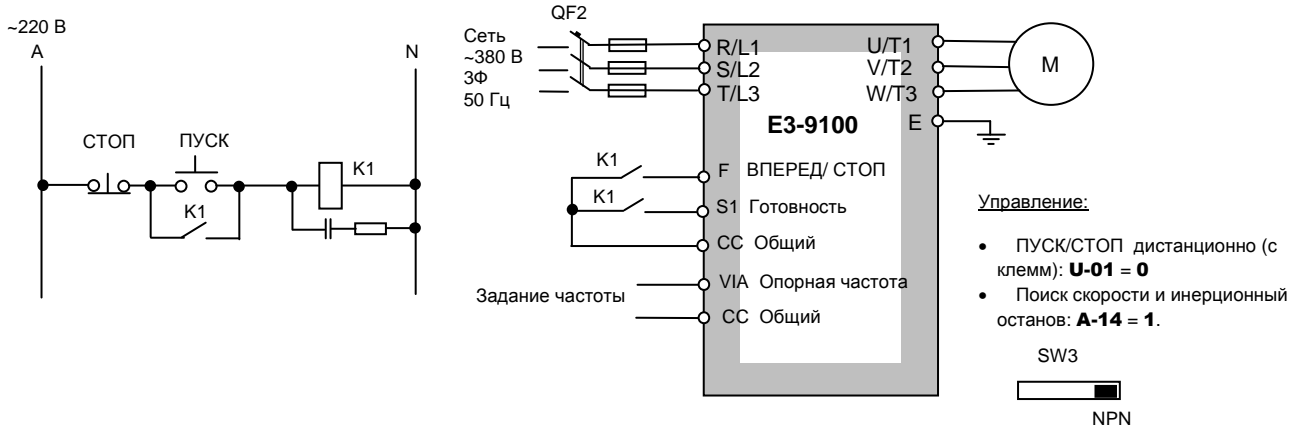 ~220 В
A
N
СТОП
ПУСК
K1
K1
QF2
Сеть
~380 В
3Ф
50 Гц
R/L1
S/L2
T/L3
U/T1
V/T2
W/T3
E
M
E3-9100
K1
F ВПЕРЕД/ СТОП
K1
S1 Готовность
CC Общий
VIA Опорная частота
Задание частоты
CC Общий
Управление:
• ПУСК/СТОП дистанционно (с
клемм): U-01 = 0
• Поиск скорости и инерционный
останов: A-14 = 1.
SW3
NPN